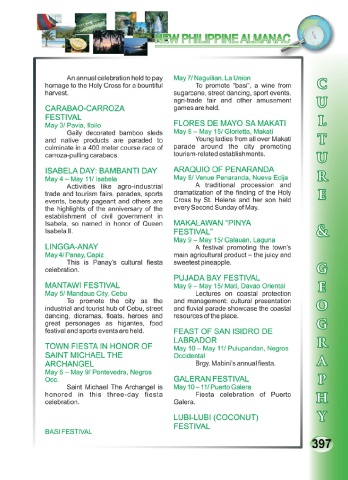 NEW PHILIPPINE ALMANAC
An annual celebration held to pay
homage to the Holy Cross for a bountiful
harvest.
CARABAO-CARROZA
FESTIVAL
May 3/ Pavia, Iloilo
Gaily decorated bamboo sleds
and native products are paraded to
culminate in a 400 meter course race of
carroza-pulling carabaos.
ISABELA DAY: BAMBANTI DAY
May 4 – May 11/ Isabela
Activities like agro-industrial
trade and tourism fairs, parades, sports
events, beauty pageant and others are
the highlights of the anniversary of the
establishment of civil government in
Isabela, so named in honor of Queen
Isabela II.
LINGGA-ANAY
May 4/ Panay, Capiz
This is Panay's cultural fiesta
celebration.
MANTAWI FESTIVAL
May 5/ Mandaue City, Cebu
To promote the city as the
industrial and tourist hub of Cebu, street
dancing, dioramas, floats, heroes and
great personages as higantes, food
festival and sports events are held.
TOWN FIESTA IN HONOR OF
SAINT MICHAEL THE
ARCHANGEL
May 6 – May 9/ Pontevedra, Negros
Occ.
Saint Michael The Archangel is
honored in this three-day fiesta
celebration.
BASI FESTIVAL
May 7/ Naguilian, La Union
To promote "basi", a wine from
sugarcane, street dancing, sport events,
agri-trade fair and other amusement
games are held.
FLORES DE MAYO SA MAKATI
May 8 – May 15/ Glorietta, Makati
Young ladies from all over Makati
parade around the city promoting
tourism-related establishments.
ARAQUIO OF PENARANDA
May 8/ Venue Penaranda, Nueva Ecija
A traditional procession and
dramatization of the finding of the Holy
Cross by St. Helena and her son held
every Second Sunday of May.
MAKALAWAN "PINYA
FESTIVAL"
May 9 – May 15/ Calauan, Laguna
A festival promoting the town's
main agricultural product – the juicy and
sweetest pineapple.
PUJADA BAY FESTIVAL
May 9 – May 15/ Mati, Davao Oriental
Lectures on coastal protection
and management: cultural presentation
and fluvial parade showcase the coastal
resources of the place.
FEAST OF SAN ISIDRO DE
LABRADOR
May 10 – May 11/ Pulupandan, Negros
Occidental
Brgy. Mabini's annual fiesta.
GALERAN FESTIVAL
May 10 – 11/ Puerto Galera
Fiesta celebration of Puerto
Galera.
LUBI-LUBI (COCONUT)
FESTIVAL
C
U
L
T
U
R
E
&
G
E
O
G
R
A
P
H
Y
397